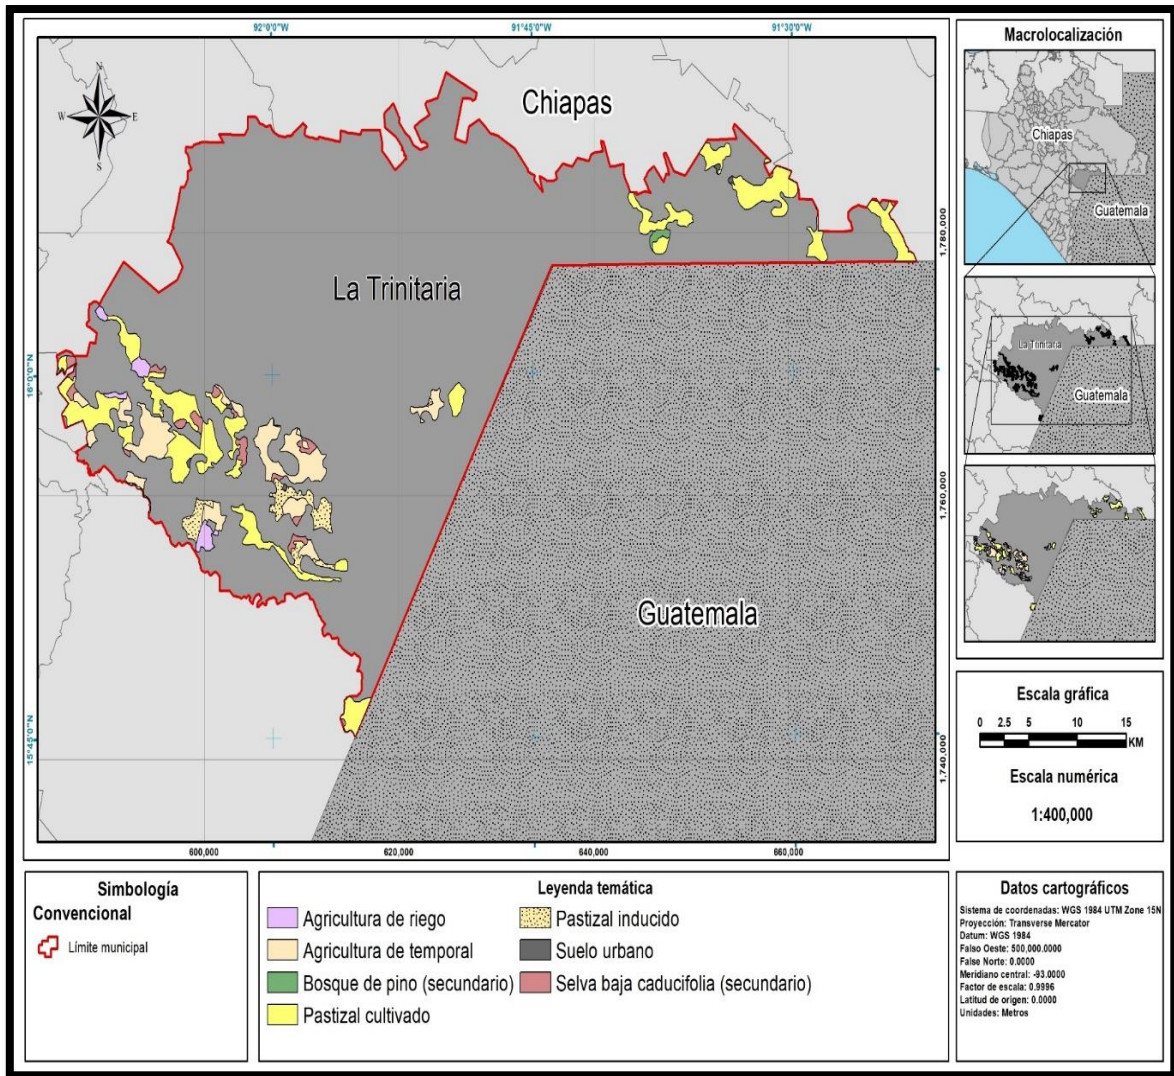 92°0'0"W
91°45'0"W
91°30'0"W
N
W
E
S
Chiapas
La Trinitaria
Guatemala
16°0'0"N
15°45'0"N
1,780,000
1,760,000
1,740,000
600,000
620,000
640,000
660,000
Macrolocalización
Chiapas
Guatemala
La Trinitaria
Guatemala
Escala gráfica
0 2.5 5 10 15
KM
Escala numérica
1:400,000
Simbología
Convencional
Límite municipal
Leyenda temática
Agricultura de riego
Agricultura de temporal
Bosque de pino (secundario)
Pastizal cultivado
Pastizal inducido
Suelo urbano
Selva baja caducifolia (secundario)
Datos cartográficos
Sistema de coordenadas: WGS 1984 UTM Zone 15N
Proyección: Transverse Mercator
Datum: WGS 1984
Falso Oeste: 500,000.0000
False Norte: 0.0000
Meridiano central: -93.0000
Factor de escala: 0.9996
Latitud de origen: 0.0000
Unidades: Metros